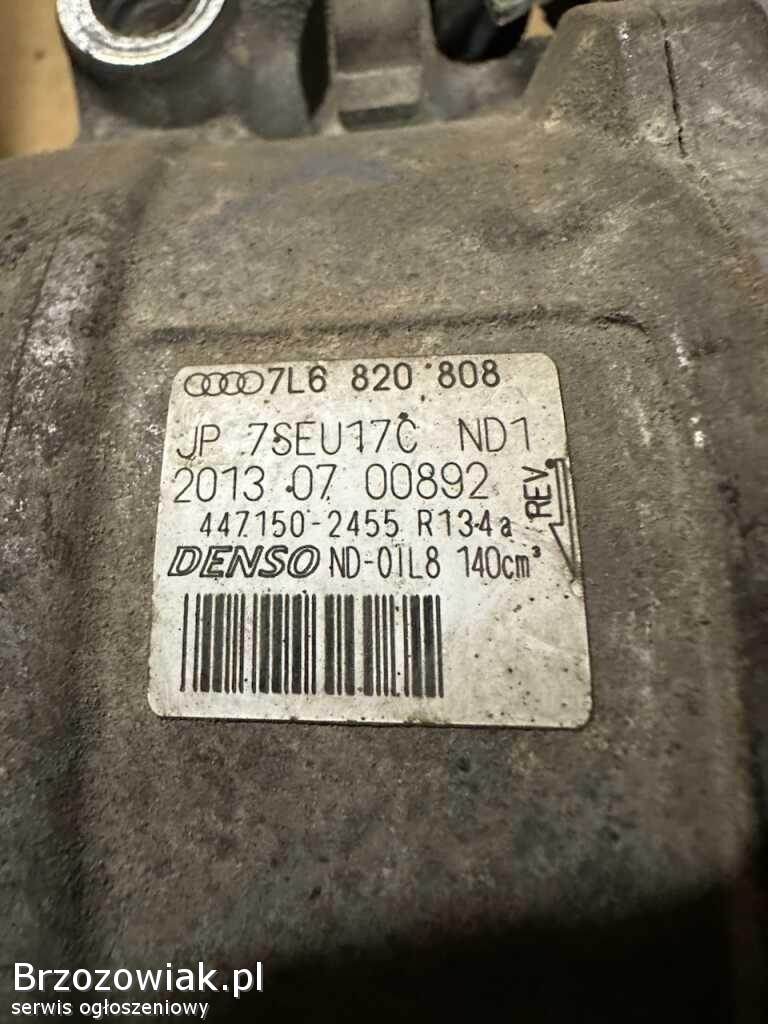 7L6 820 808
JP 7SEU17C ND1
2013 07 00892
REV.
447150-2455 R134a
DENSO ND-OIL8 140cm³
Brzozowiak.pl
serwis ogłoszeniowy